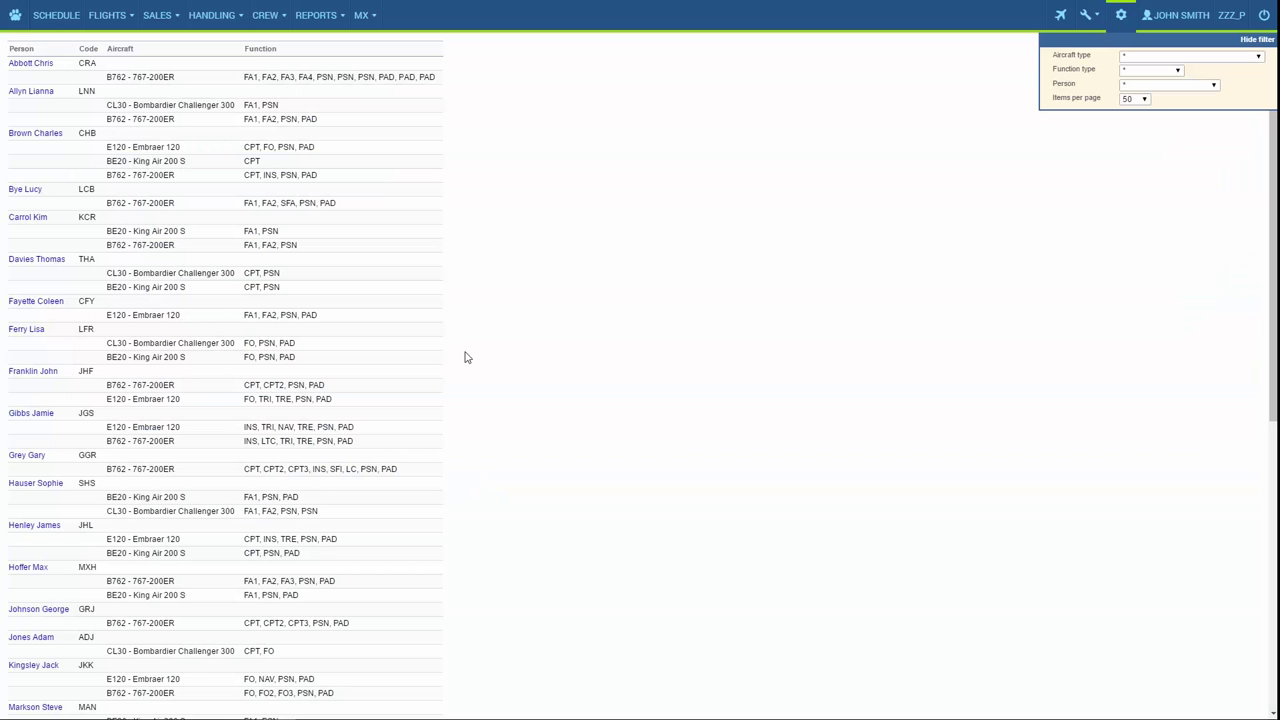 SCHEDULE FLIGHTS SALES HANDLING CREW REPORTS MX JOHN SMITH ZZZ_P
Hide filter
Aircraft type *
Function type *
Person *
Items per page 50
Person Code Aircraft Function
Abbott Chris CRA
B762 - 767-200ER FA1, FA2, FA3, FA4, PSN, PSN, PSN, PAD, PAD, PAD
Allyn Lianna LNN
CL30 - Bombardier Challenger 300 FA1, PSN
B762 - 767-200ER FA1, FA2, PSN, PAD
Brown Charles CHB
E120 - Embraer 120 CPT, FO, PSN, PAD
BE20 - King Air 200 S CPT
B762 - 767-200ER CPT, INS, PSN, PAD
Bye Lucy LCB
B762 - 767-200ER FA1, FA2, SFA, PSN, PAD
Carrol Kim KCR
BE20 - King Air 200 S FA1, PSN
B762 - 767-200ER FA1, FA2, PSN
Davies Thomas THA
CL30 - Bombardier Challenger 300 CPT, PSN
BE20 - King Air 200 S CPT, PSN
Fayette Coleen CFY
E120 - Embraer 120 FA1, FA2, PSN, PAD
Ferry Lisa LFR
CL30 - Bombardier Challenger 300 FO, PSN, PAD
BE20 - King Air 200 S FO, PSN, PAD
Franklin John JHF
B762 - 767-200ER CPT, CPT2, PSN, PAD
E120 - Embraer 120 FO, TRI, TRE, PSN, PAD
Gibbs Jamie JGS
E120 - Embraer 120 INS, TRI, NAV, TRE, PSN, PAD
B762 - 767-200ER INS, LTC, TRI, TRE, PSN, PAD
Grey Gary GGR
B762 - 767-200ER CPT, CPT2, CPT3, INS, SFI, LC, PSN, PAD
Hauser Sophie SHS
BE20 - King Air 200 S FA1, PSN, PAD
CL30 - Bombardier Challenger 300 FA1, FA2, PSN, PSN
Henley James JHL
E120 - Embraer 120 CPT, INS, TRE, PSN, PAD
BE20 - King Air 200 S CPT, PSN, PAD
Hoffer Max MXH
B762 - 767-200ER FA1, FA2, FA3, PSN, PAD
BE20 - King Air 200 S FA1, PSN, PAD
Johnson George GRJ
B762 - 767-200ER CPT, CPT2, CPT3, PSN, PAD
Jones Adam ADJ
CL30 - Bombardier Challenger 300 CPT, FO
Kingsley Jack JKK
E120 - Embraer 120 FO, NAV, PSN, PAD
B762 - 767-200ER FO, FO2, FO3, PSN, PAD
Markson Steve MAN